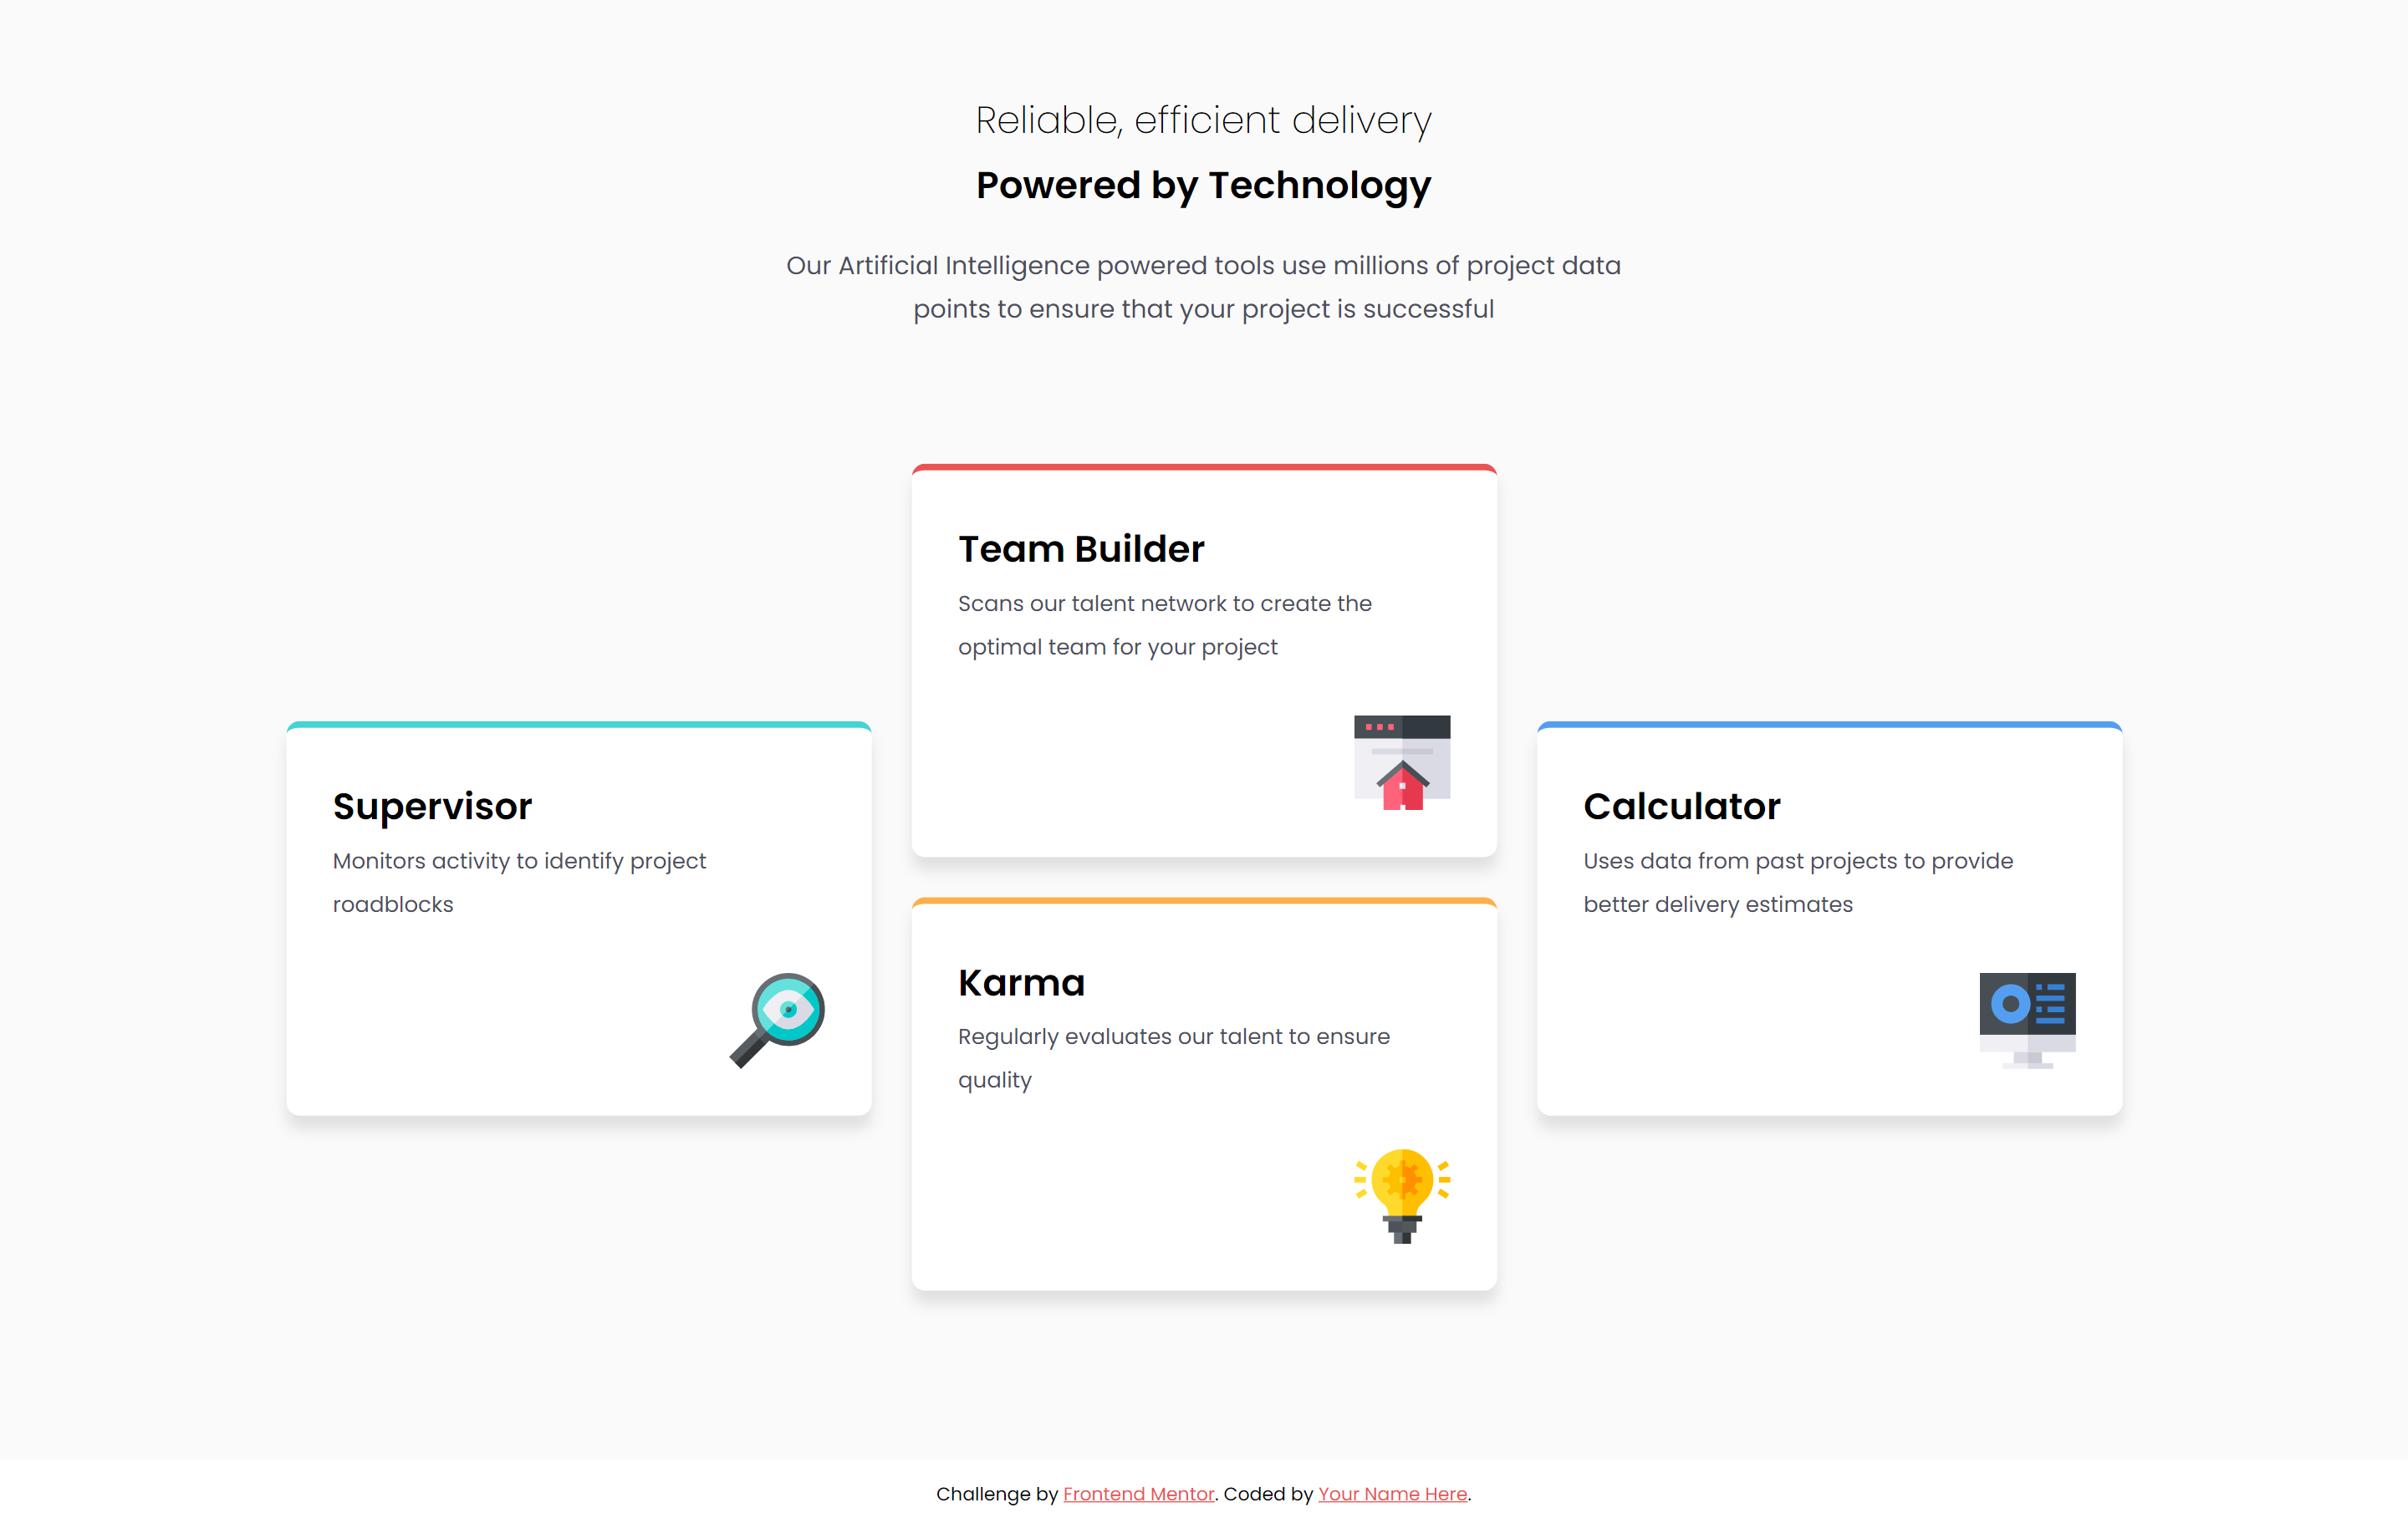 Reliable, efficient delivery
Powered by Technology
Our Artificial Intelligence powered tools use millions of project data
points to ensure that your project is successful
Team Builder
Scans our talent network to create the
optimal team for your project
Supervisor
Monitors activity to identify project
roadblocks
Calculator
Uses data from past projects to provide
better delivery estimates
Karma
Regularly evaluates our talent to ensure
quality
Challenge by Frontend Mentor. Coded by Your Name Here.